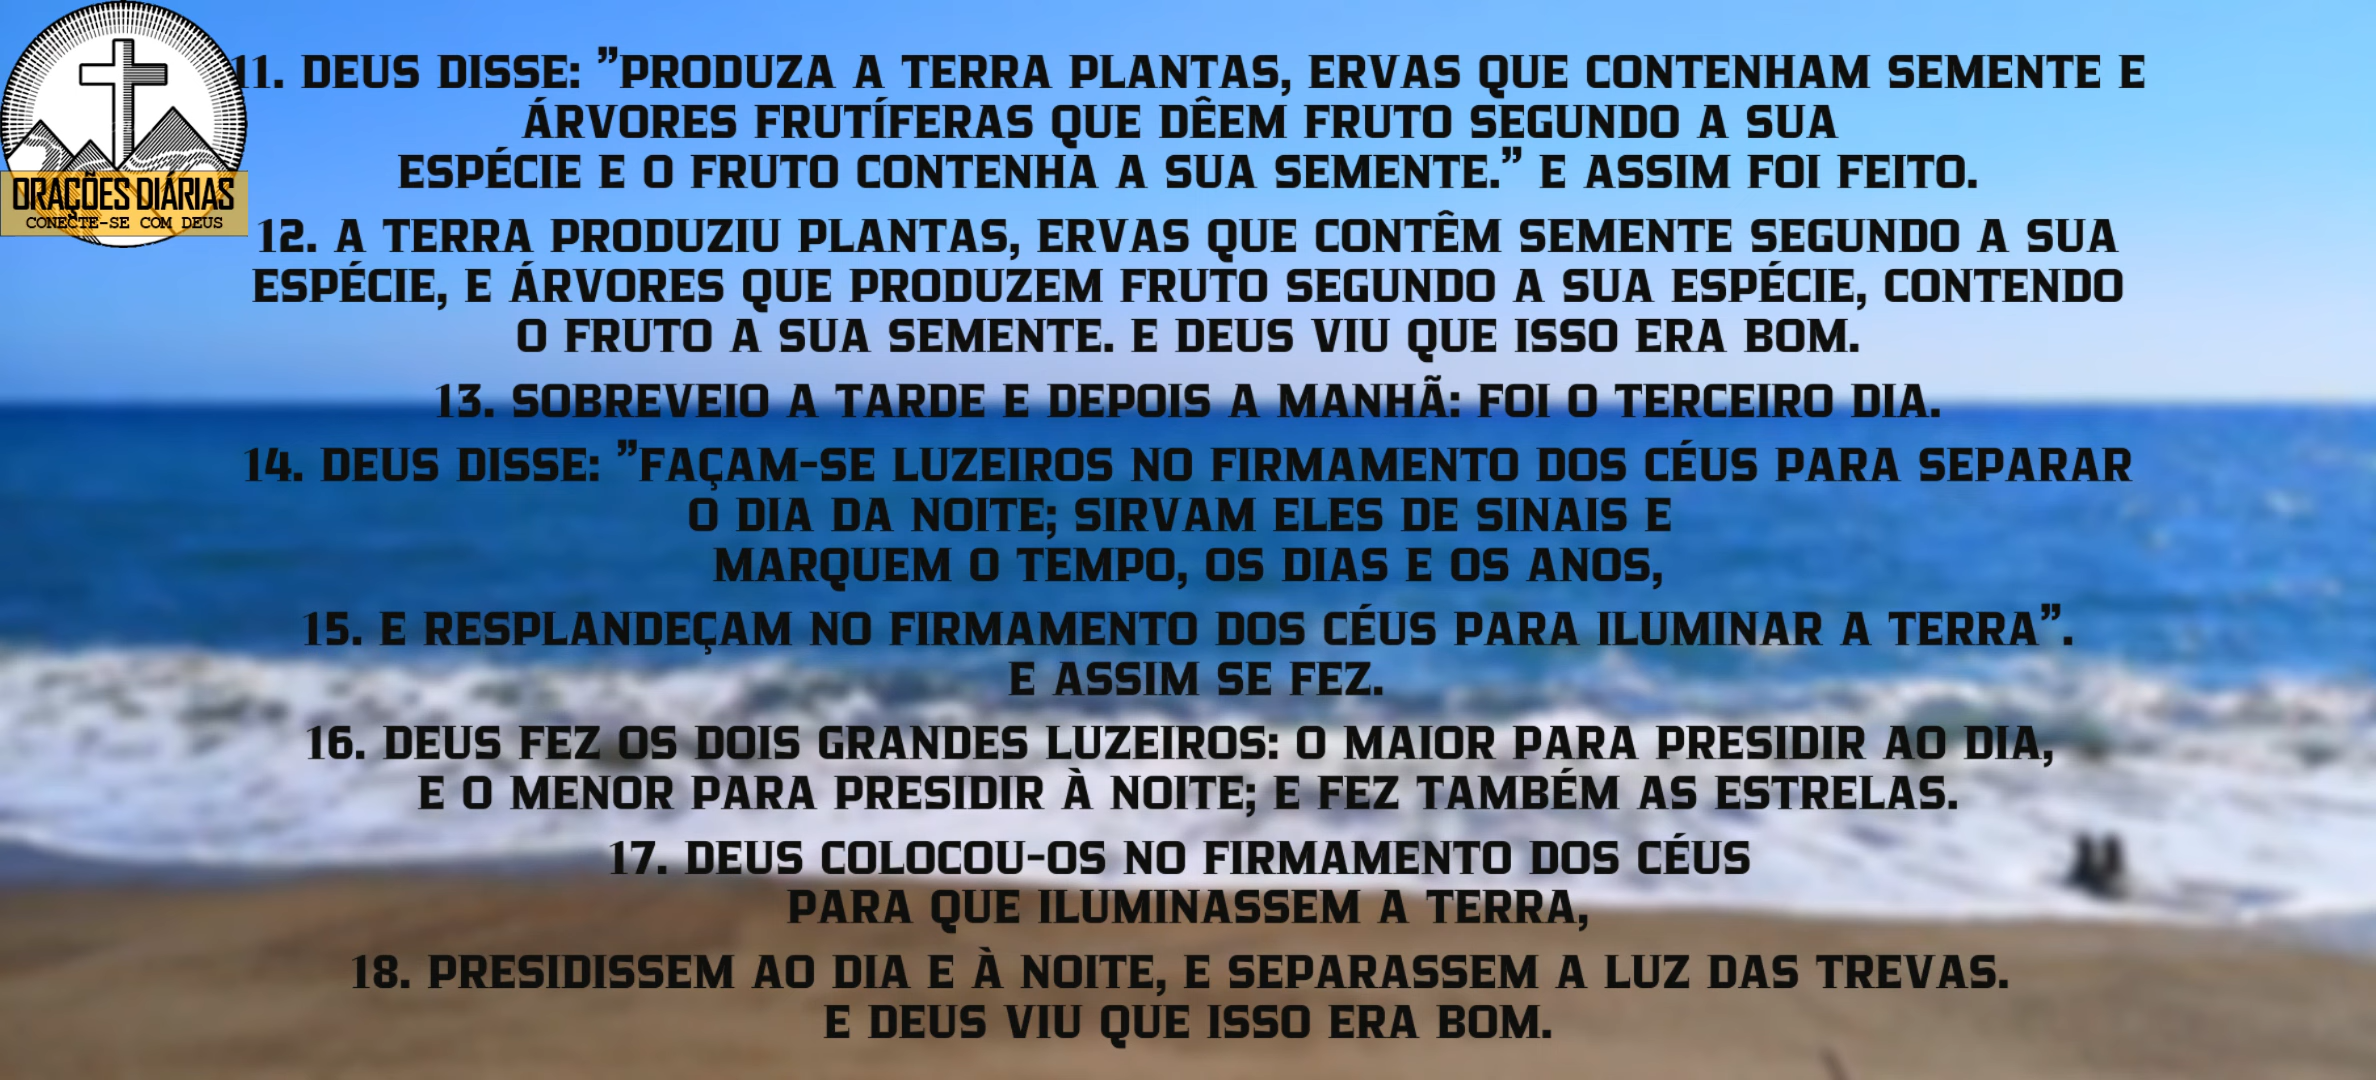 ORAÇÕES DIÁRIAS
CONECTE-SE COM DEUS
11. DEUS DISSE: ”PRODUZA A TERRA PLANTAS, ERVAS QUE CONTENHAM SEMENTE E
ÁRVORES FRUTÍFERAS QUE DÊEM FRUTO SEGUNDO A SUA
ESPÉCIE E O FRUTO CONTENHA A SUA SEMENTE.” E ASSIM FOI FEITO.
12. A TERRA PRODUZIU PLANTAS, ERVAS QUE CONTÊM SEMENTE SEGUNDO A SUA
ESPÉCIE, E ÁRVORES QUE PRODUZEM FRUTO SEGUNDO A SUA ESPÉCIE, CONTENDO
O FRUTO A SUA SEMENTE. E DEUS VIU QUE ISSO ERA BOM.
13. SOBREVEIO A TARDE E DEPOIS A MANHÃ: FOI O TERCEIRO DIA.
14. DEUS DISSE: ”FAÇAM-SE LUZEIROS NO FIRMAMENTO DOS CÉUS PARA SEPARAR
O DIA DA NOITE; SIRVAM ELES DE SINAIS E
MARQUEM O TEMPO, OS DIAS E OS ANOS,
15. E RESPLANDEÇAM NO FIRMAMENTO DOS CÉUS PARA ILUMINAR A TERRA”.
E ASSIM SE FEZ.
16. DEUS FEZ OS DOIS GRANDES LUZEIROS: O MAIOR PARA PRESIDIR AO DIA,
E O MENOR PARA PRESIDIR À NOITE; E FEZ TAMBÉM AS ESTRELAS.
17. DEUS COLOCOU-OS NO FIRMAMENTO DOS CÉUS
PARA QUE ILUMINASSEM A TERRA,
18. PRESIDISSEM AO DIA E À NOITE, E SEPARASSEM A LUZ DAS TREVAS.
E DEUS VIU QUE ISSO ERA BOM.